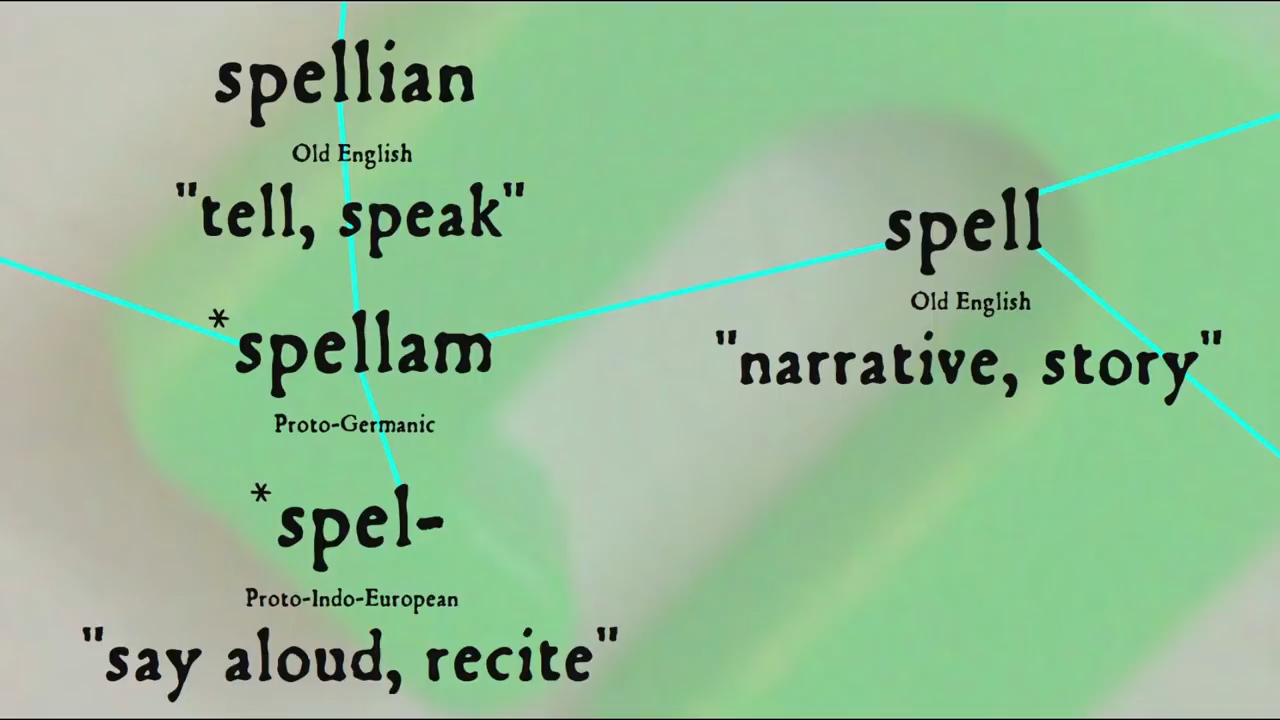 spellian
Old English
"tell, speak"
*spellam
Proto-Germanic
*spel-
Proto-Indo-European
"say aloud, recite"
spell
Old English
"narrative, story"